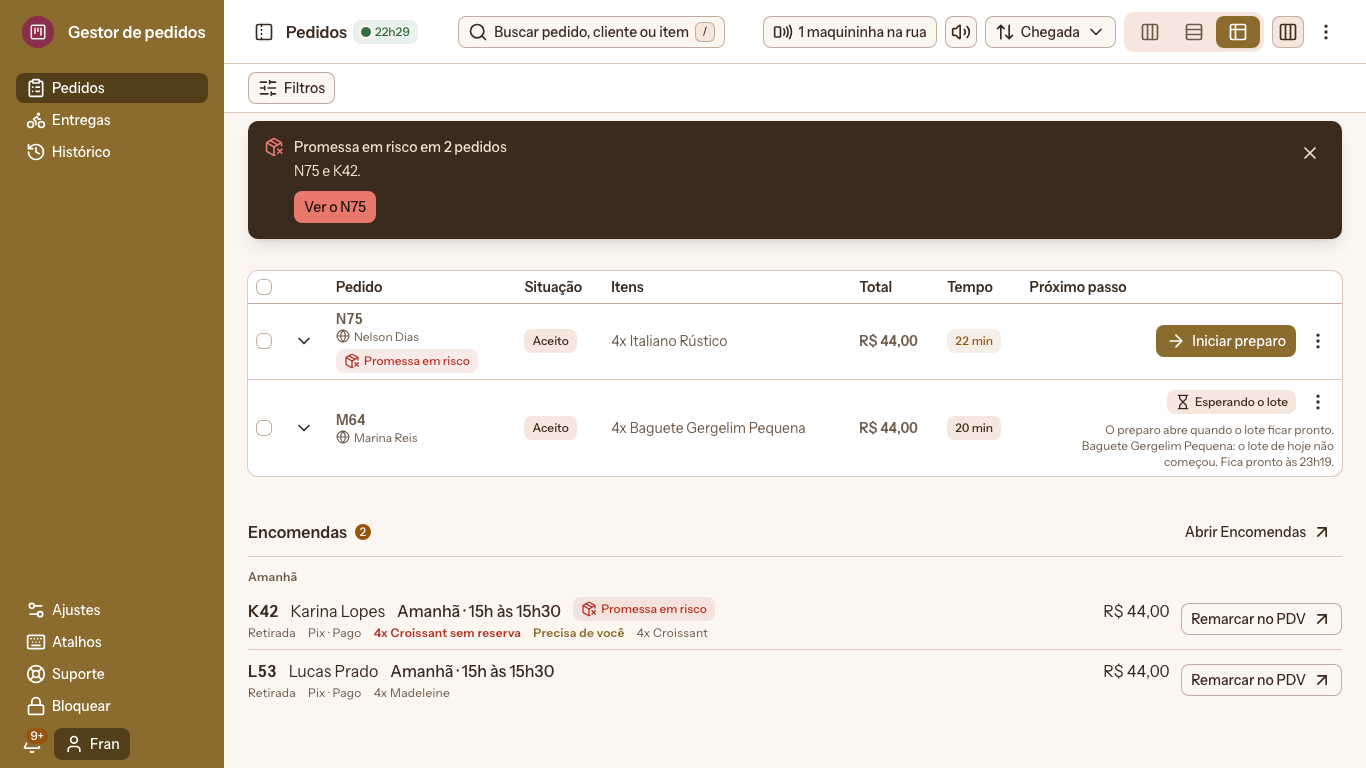 Gestor de pedidos
Pedidos
Entregas
Histórico
Ajustes
Atalhos
Suporte
Bloquear
9+
Fran
Pedidos
22h29
Buscar pedido, cliente ou item /
1 maquininha na rua
Chegada
Filtros
Promessa em risco em 2 pedidos
N75 e K42.
Ver o N75
Pedido Situação Itens Total Tempo Próximo passo
N75
Nelson Dias
Promessa em risco
Aceito
4x Italiano Rústico
R$ 44,00
22 min
Iniciar preparo
M64
Marina Reis
Aceito
4x Baguete Gergelim Pequena
R$ 44,00
20 min
Esperando o lote
O preparo abre quando o lote ficar pronto.
Baguete Gergelim Pequena: o lote de hoje não
começou. Fica pronto às 23h19.
Encomendas 2
Abrir Encomendas
Amanhã
K42 Karina Lopes Amanhã · 15h às 15h30 Promessa em risco
Retirada Pix · Pago 4x Croissant sem reserva Precisa de você 4x Croissant
R$ 44,00
Remarcar no PDV
L53 Lucas Prado Amanhã · 15h às 15h30
Retirada Pix · Pago 4x Madeleine
R$ 44,00
Remarcar no PDV